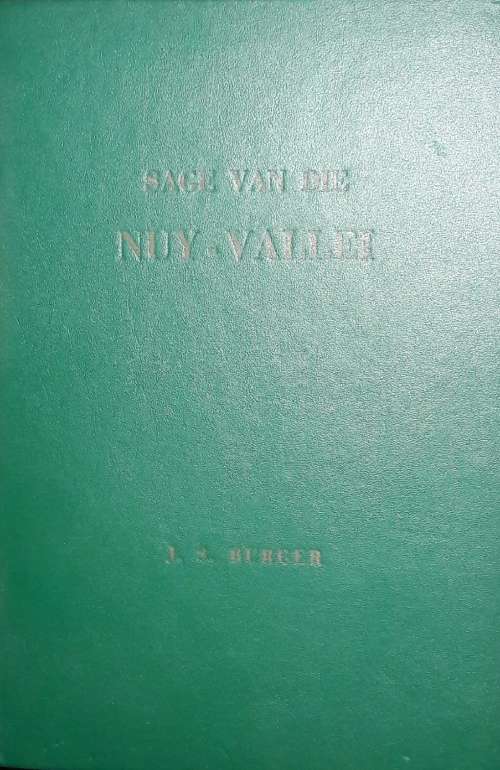 SAGE VAN DIE
NUY-VALLEI
J. S. BURGER